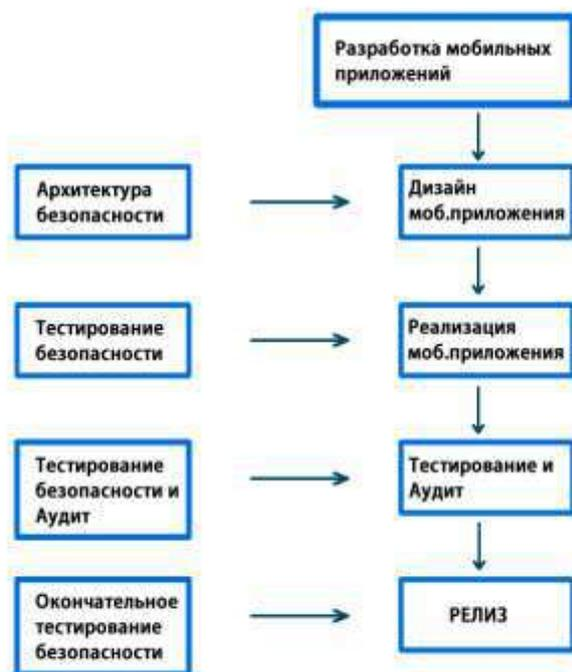 Разработка мобильных
приложений
Архитектура
безопасности
Дизайн
моб.приложения
Тестирование
безопасности
Реализация
моб.приложения
Тестирование
безопасности и
Аудит
Тестирование и
Аудит
Окончательное
тестирование
безопасности
РЕЛИЗ